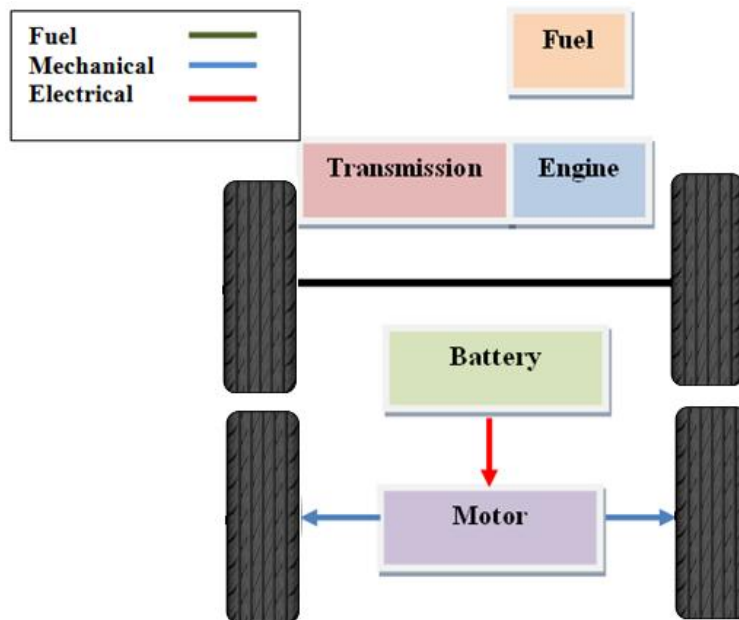 Fuel
Mechanical
Electrical
Fuel
Transmission
Engine
Battery
Motor